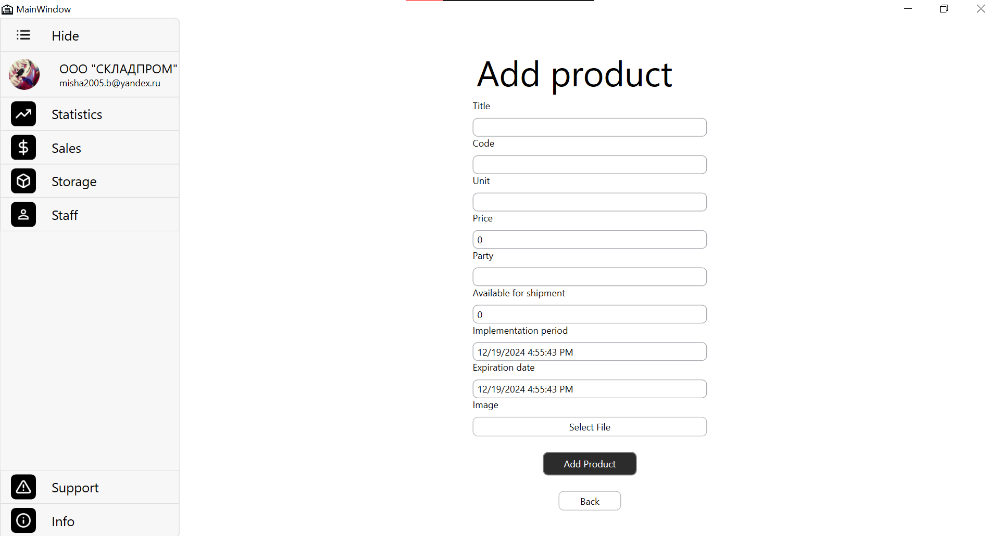 MainWindow
Hide
ООО "СКЛАДПРОМ"
misha2005.b@yandex.ru
Statistics
Sales
Storage
Staff
Support
Info
Add product
Title
Code
Unit
Price
0
Party
Available for shipment
0
Implementation period
12/19/2024 4:55:43 PM
Expiration date
12/19/2024 4:55:43 PM
Image
Select File
Add Product
Back